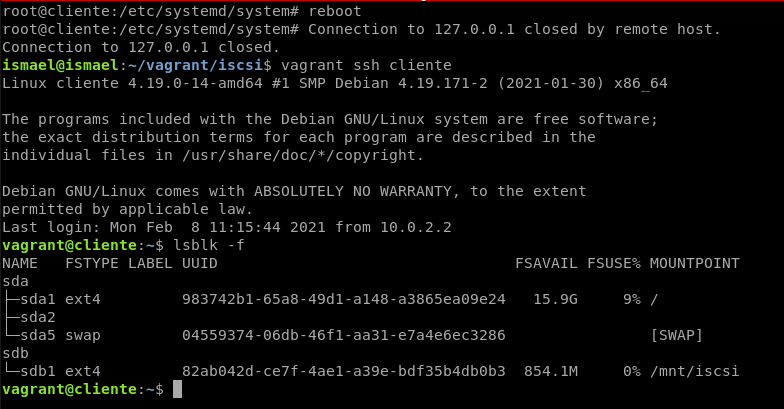 root@cliente:/etc/systemd/system# reboot
root@cliente:/etc/systemd/system# Connection to 127.0.0.1 closed by remote host.
Connection to 127.0.0.1 closed.
ismael@ismael:~/vagrant/iscsi$ vagrant ssh cliente
Linux cliente 4.19.0-14-amd64 #1 SMP Debian 4.19.171-2 (2021-01-30) x86_64

The programs included with the Debian GNU/Linux system are free software;
the exact distribution terms for each program are described in the
individual files in /usr/share/doc/*/copyright.

Debian GNU/Linux comes with ABSOLUTELY NO WARRANTY, to the extent
permitted by applicable law.
Last login: Mon Feb  8 11:15:44 2021 from 10.0.2.2
vagrant@cliente:~$ lsblk -f
NAME   FSTYPE LABEL UUID                                 FSAVAIL FSUSE% MOUNTPOINT
sda
├─sda1 ext4         983742b1-65a8-49d1-a148-a3865ea09e24   15.9G     9% /
├─sda2
└─sda5 swap         04559374-06db-46f1-aa31-e7a4e6ec3286                [SWAP]
sdb
└─sdb1 ext4         82ab042d-ce7f-4ae1-a39e-bdf35b4db0b3  854.1M     0% /mnt/iscsi
vagrant@cliente:~$